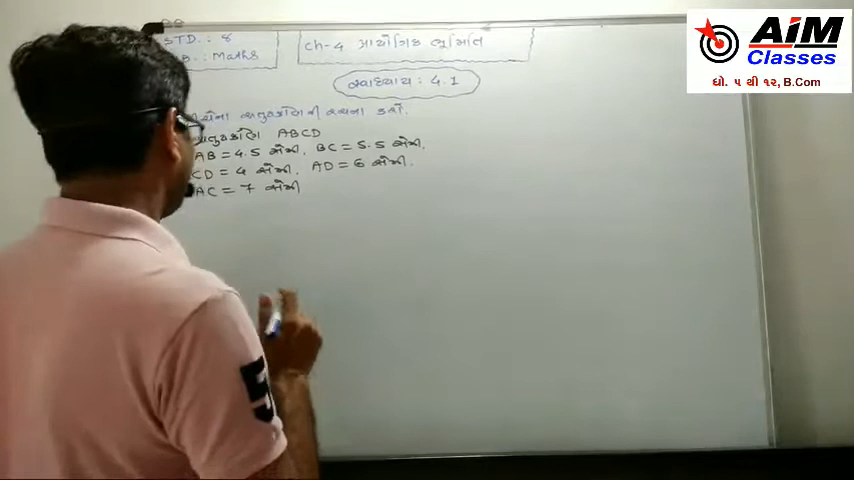 STD. : 8
Maths
Ch-4 પ્રાયોગિક ભૂમિતિ
સ્વાધ્યાય : 4.1
ચતુષ્કોણ ની રચના કરો.
ચતુષ્કોણ ABCD
AB = 4.5 સેમી, BC = 5.5 સેમી,
CD = 4 સેમી, AD = 6 સેમી.
AC = 7 સેમી
AiM
Classes
ધો. ૫ થી ૧૨, B.Com